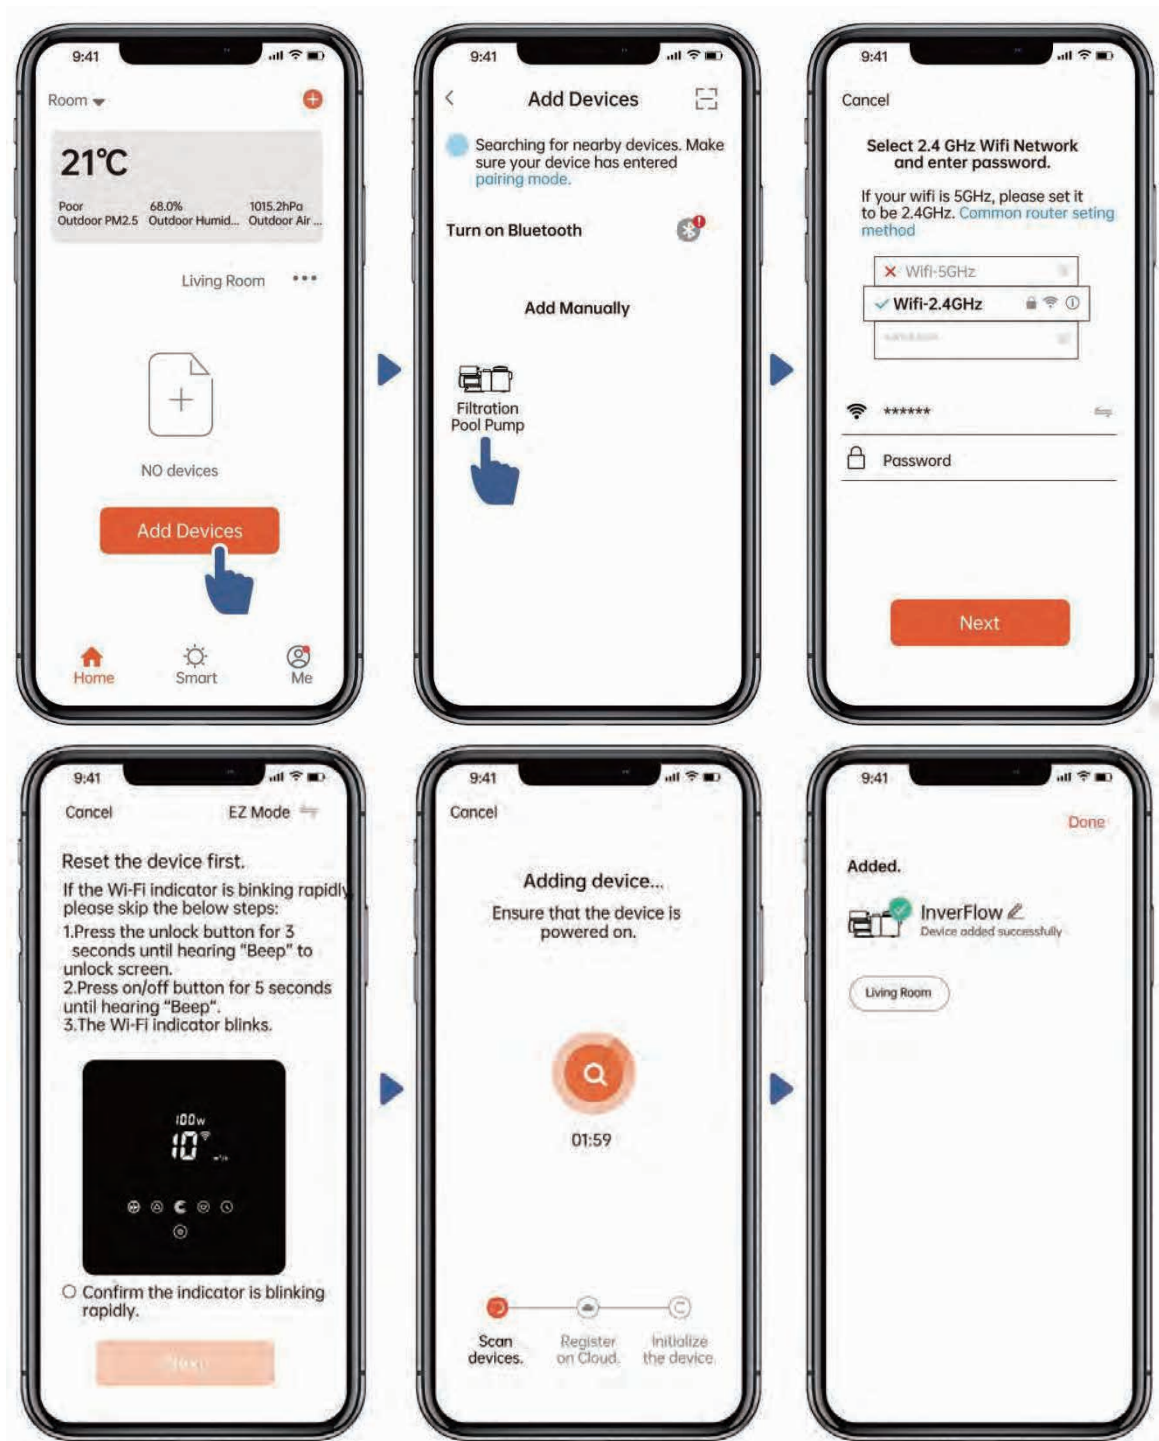 9:41
Room
21℃
Poor 68.0% 1015.2hPa
Outdoor PM2.5 Outdoor Humid... Outdoor Air ...
Living Room
NO devices
Add Devices
Home Smart Me
9:41
Add Devices
Searching for nearby devices. Make
sure your device has entered
pairing mode.
Turn on Bluetooth
Add Manually
Filtration
Pool Pump
9:41
Cancel
Select 2.4 GHz Wifi Network
and enter password.
If your wifi is 5GHz, please set it
to be 2.4GHz. Common router seting
method
Wifi-5GHz
Wifi-2.4GHz
******
Password
Next
9:41
Cancel EZ Mode
Reset the device first.
If the Wi-Fi indicator is binking rapidly,
please skip the below steps:
1.Press the unlock button for 3
seconds until hearing "Beep" to
unlock screen.
2.Press on/off button for 5 seconds
until hearing "Beep".
3.The Wi-Fi indicator blinks.
100w
10
Confirm the indicator is blinking
rapidly.
Next
9:41
Cancel
Adding device...
Ensure that the device is
powered on.
01:59
Scan Register Initialize
devices. on Cloud. the device.
9:41
Done
Added.
InverFlow
Device added successfully
Living Room